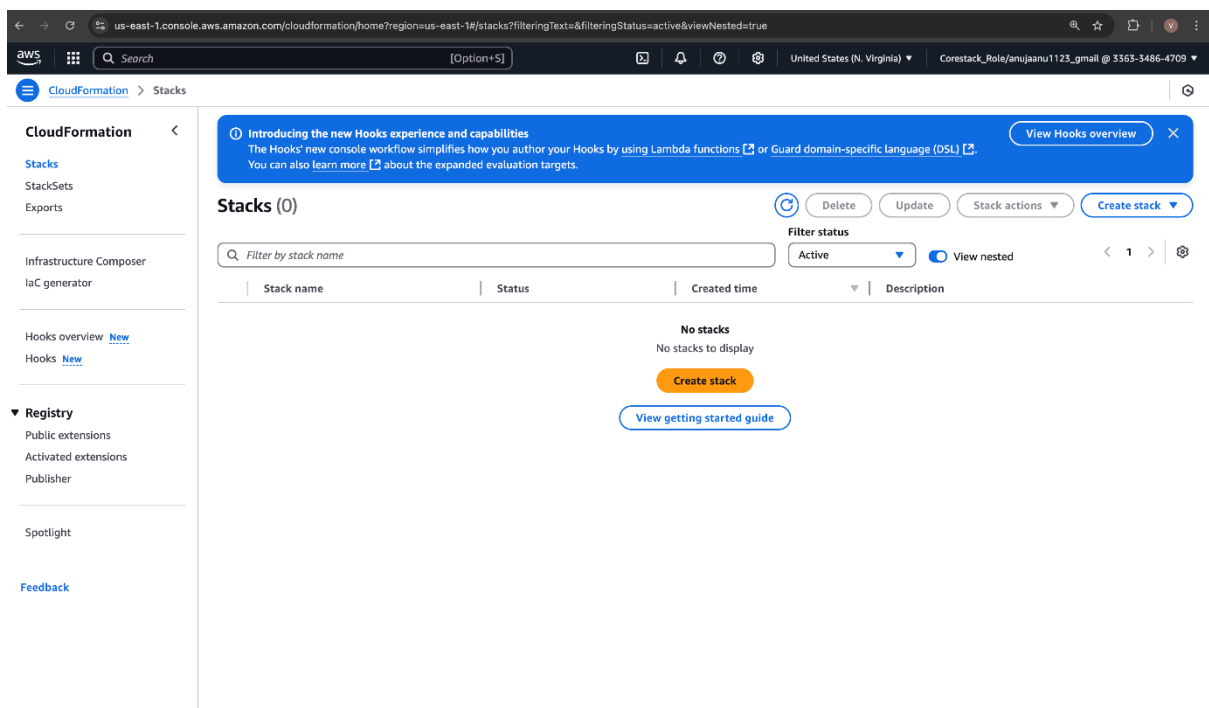 us-east-1.console.aws.amazon.com/cloudformation/home?region=us-east-1#/stacks?filteringText=&filteringStatus=active&viewNested=true
V
aws
Search
[Option+S]
United States (N. Virginia)
Corestack_Role/anujaanu1123_gmail @ 3363-3486-4709
CloudFormation > Stacks
CloudFormation
Stacks
StackSets
Exports
Infrastructure Composer
IaC generator
Hooks overview New
Hooks New
Registry
Public extensions
Activated extensions
Publisher
Spotlight
Feedback
Introducing the new Hooks experience and capabilities
The Hooks' new console workflow simplifies how you author your Hooks by using Lambda functions or Guard domain-specific language (DSL).
You can also learn more about the expanded evaluation targets.
View Hooks overview
Stacks (0)
Delete
Update
Stack actions
Create stack
Filter status
Filter by stack name
Active
View nested
1
Stack name
Status
Created time
Description
No stacks
No stacks to display
Create stack
View getting started guide